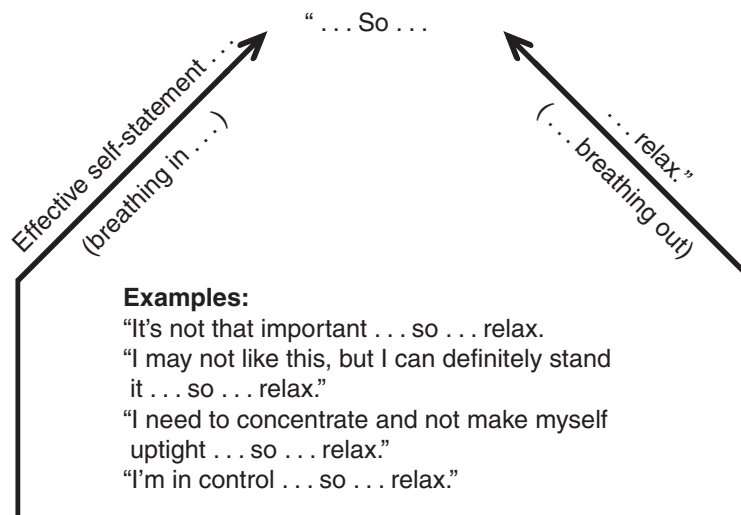 “ . . . So . . .
Effective self-statement . . .
(breathing in . . .)
. . . relax.”
(. . . breathing out)
Examples:
“It’s not that important . . . so . . . relax.
“I may not like this, but I can definitely stand
it . . . so . . . relax.”
“I need to concentrate and not make myself
uptight . . . so . . . relax.”
“I’m in control . . . so . . . relax.”